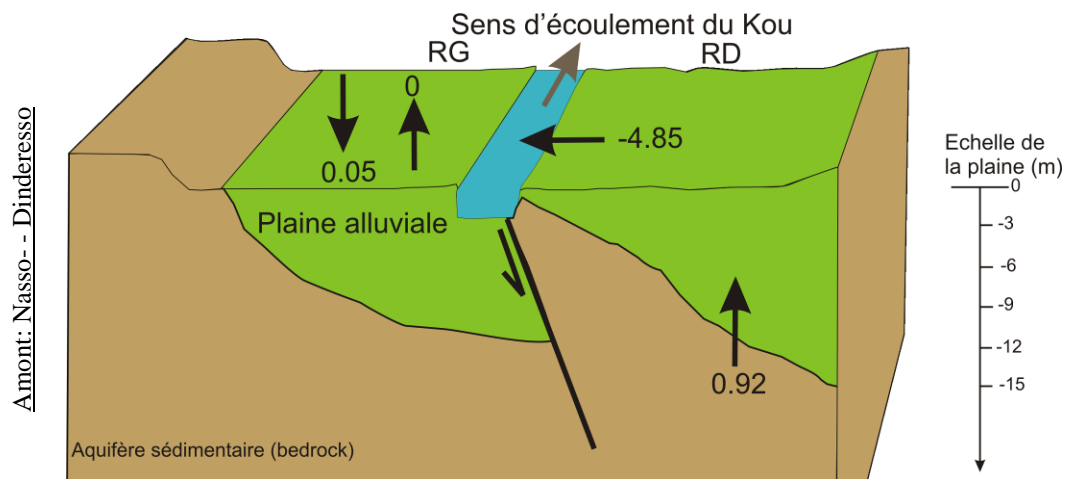 Sens d'écoulement du Kou
RG
RD
0
0.05
-4.85
Plaine alluviale
0.92
Aquifère sédimentaire (bedrock)
Amont: Nasso- - Dinderesso
Echelle de
la plaine (m)
0
-3
-6
-9
-12
-15